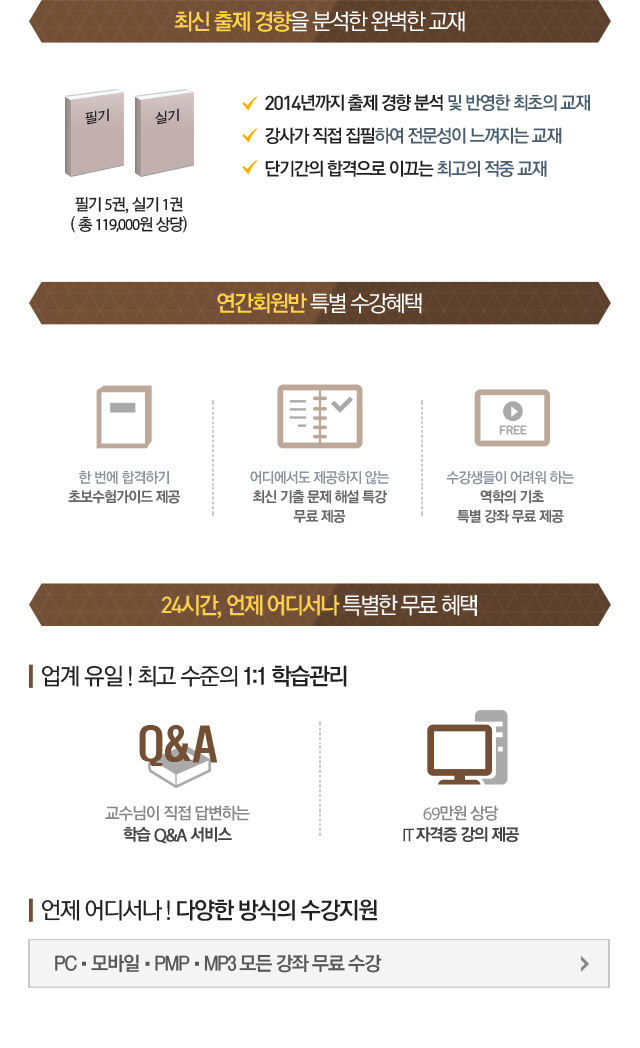 최신 출제 경향을 분석한 완벽한 교재
필기
실기
2014년까지 출제 경향 분석 및 반영한 최초의 교재
강사가 직접 집필하여 전문성이 느껴지는 교재
단기간의 합격으로 이끄는 최고의 적중 교재
필기 5권, 실기 1권
( 총 119,000원 상당)
연간회원반 특별 수강혜택
한 번에 합격하기
초보수험가이드 제공
어디에서도 제공하지 않는
최신 기출 문제 해설 특강
무료 제공
FREE
수강생들이 어려워 하는
역학의 기초
특별 강좌 무료 제공
24시간, 언제 어디서나 특별한 무료 혜택
업계 유일 ! 최고 수준의 1:1 학습관리
Q&A
교수님이 직접 답변하는
학습 Q&A 서비스
69만원 상당
IT 자격증 강의 제공
언제 어디서나 ! 다양한 방식의 수강지원
PC · 모바일 · PMP · MP3 모든 강좌 무료 수강